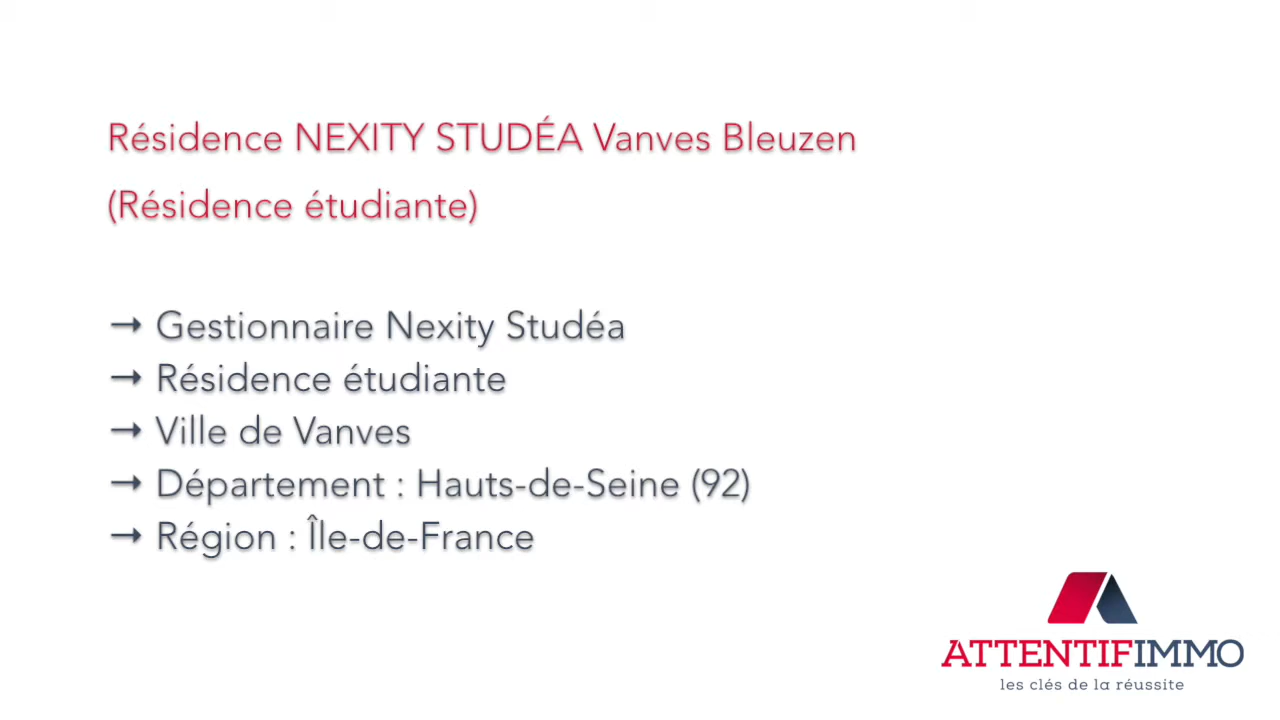 Résidence NEXITY STUDÉA Vanves Bleuzen
(Résidence étudiante)
→ Gestionnaire Nexity Studéa
→ Résidence étudiante
→ Ville de Vanves
→ Département : Hauts-de-Seine (92)
→ Région : Île-de-France
ATTENTIFIMMO
les clés de la réussite